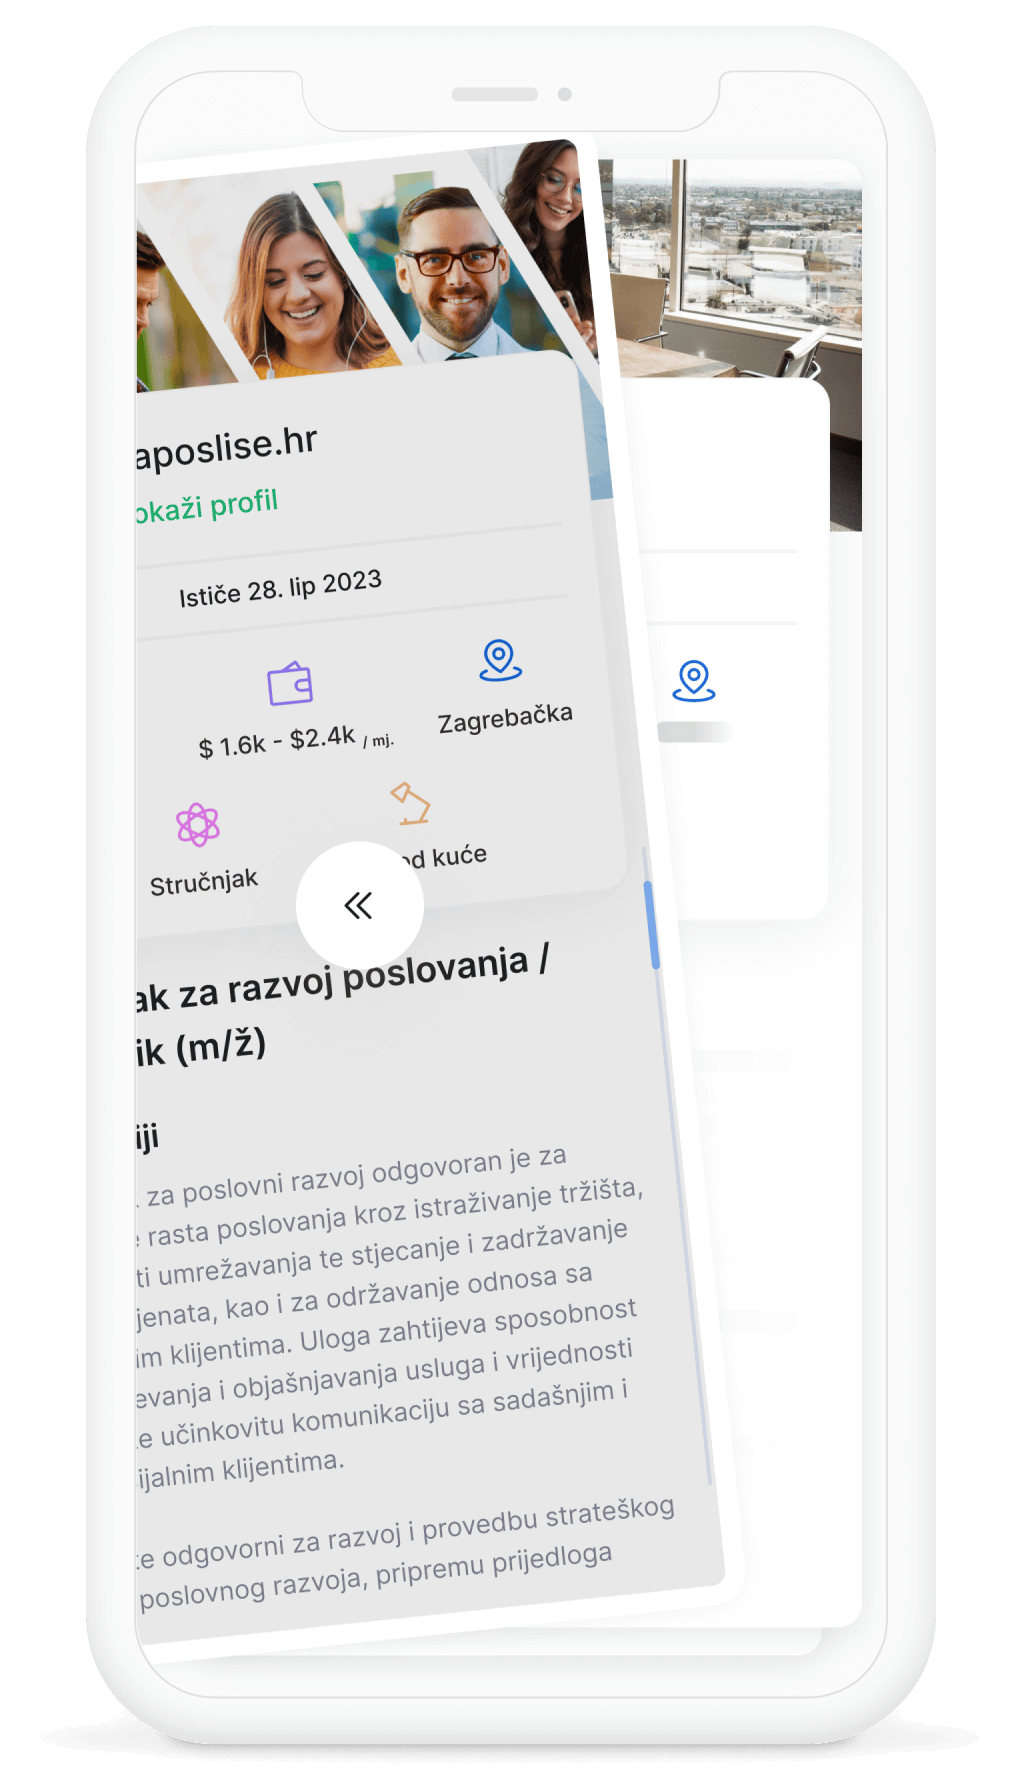 aposlise.hr
okaži profil
Ističe 28. lip 2023
$ 1.6k - $2.4k / mj.
Zagrebačka
Stručnjak
od kuće
ak za razvoj poslovanja /
ik (m/ž)
iji
za poslovni razvoj odgovoran je za
e rasta poslovanja kroz istraživanje tržišta,
ti umrežavanja te stjecanje i zadržavanje
jenata, kao i za održavanje odnosa sa
im klijentima. Uloga zahtijeva sposobnost
evanja i objašnjavanja usluga i vrijednosti
e učinkovitu komunikaciju sa sadašnjim i
ijalnim klijentima.
te odgovorni za razvoj i provedbu strateškog
poslovnog razvoja, pripremu prijedloga